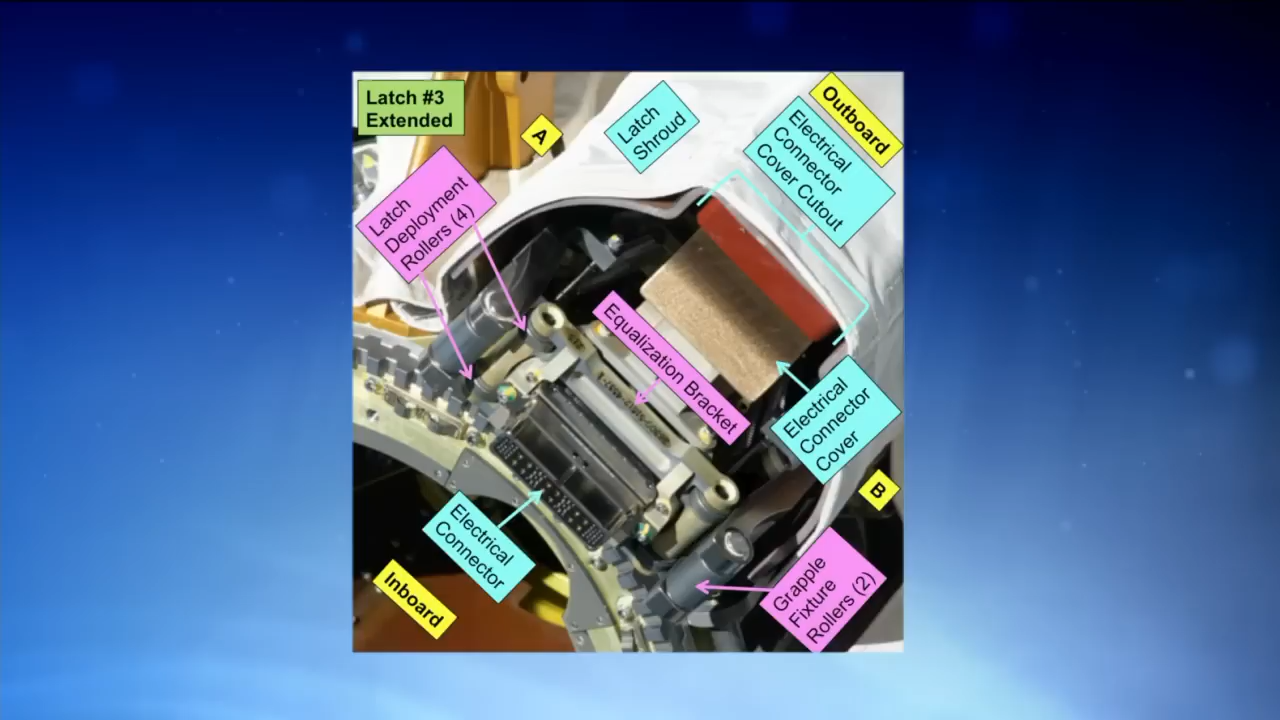 Latch #3
Extended
A
Latch
Shroud
Outboard
Electrical
Connector
Cover Cutout
Latch
Deployment
Rollers (4)
Equalization Bracket
Electrical
Connector
Cover
B
Electrical
Connector
Inboard
Grapple
Fixture
Rollers (2)